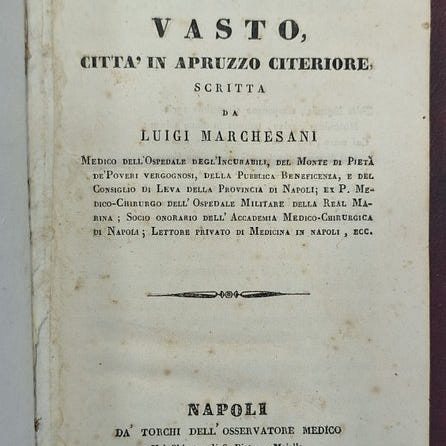 VASTO,
CITTA' IN APRUZZO CITERIORE,
SCRITTA
DA
LUIGI MARCHESANI
MEDICO DELL'OSPEDALE DEGL'INCURABILI, DEL MONTE DI PIETÀ
DE'POVERI VERGOGNOSI, DELLA PUBBLICA BENEFICENZA, E DEL
CONSIGLIO DI LEVA DELLA PROVINCIA DI NAPOLI; EX P. ME-
DICO-CHIRURGO DELL'OSPEDALE MILITARE DELLA REAL MA-
RINA; SOCIO ONORARIO DELL'ACCADEMIA MEDICO-CHIRURGICA
DI NAPOLI; LETTORE PRIVATO DI MEDICINA IN NAPOLI, ECC.
NAPOLI
DA' TORCHI DELL'OSSERVATORE MEDICO